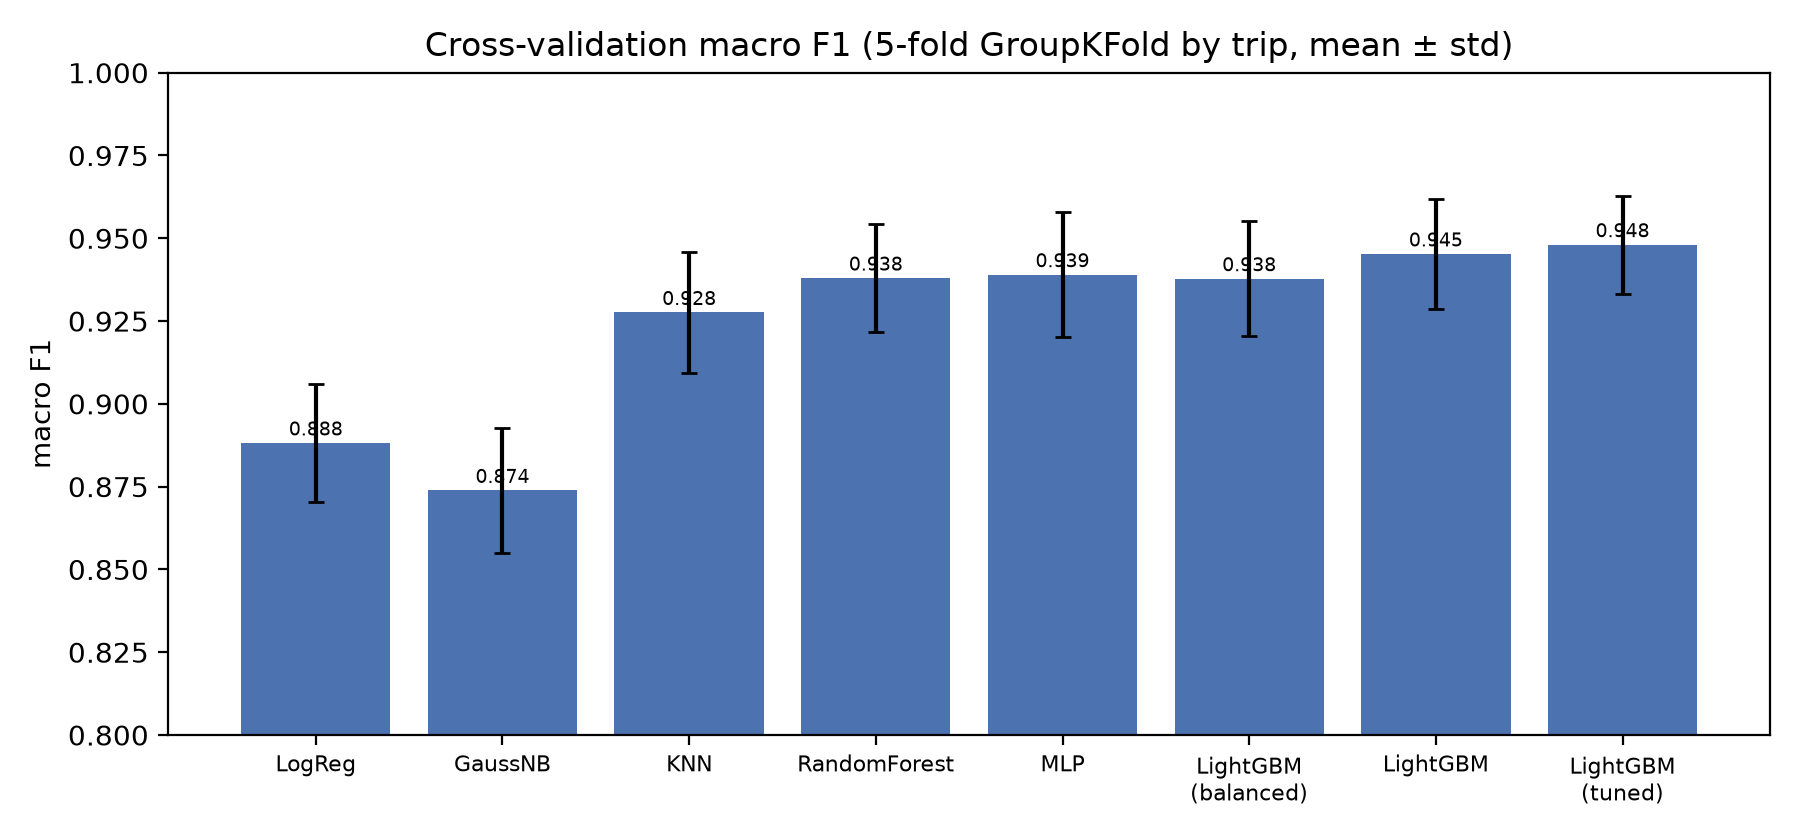 Cross-validation macro F1 (5-fold GroupKFold by trip, mean ± std)
macro F1
1.000
0.975
0.950
0.925
0.900
0.875
0.850
0.825
0.800
0.888
0.874
0.928
0.938
0.939
0.938
0.945
0.948
LogReg
GaussNB
KNN
RandomForest
MLP
LightGBM
(balanced)
LightGBM
LightGBM
(tuned)